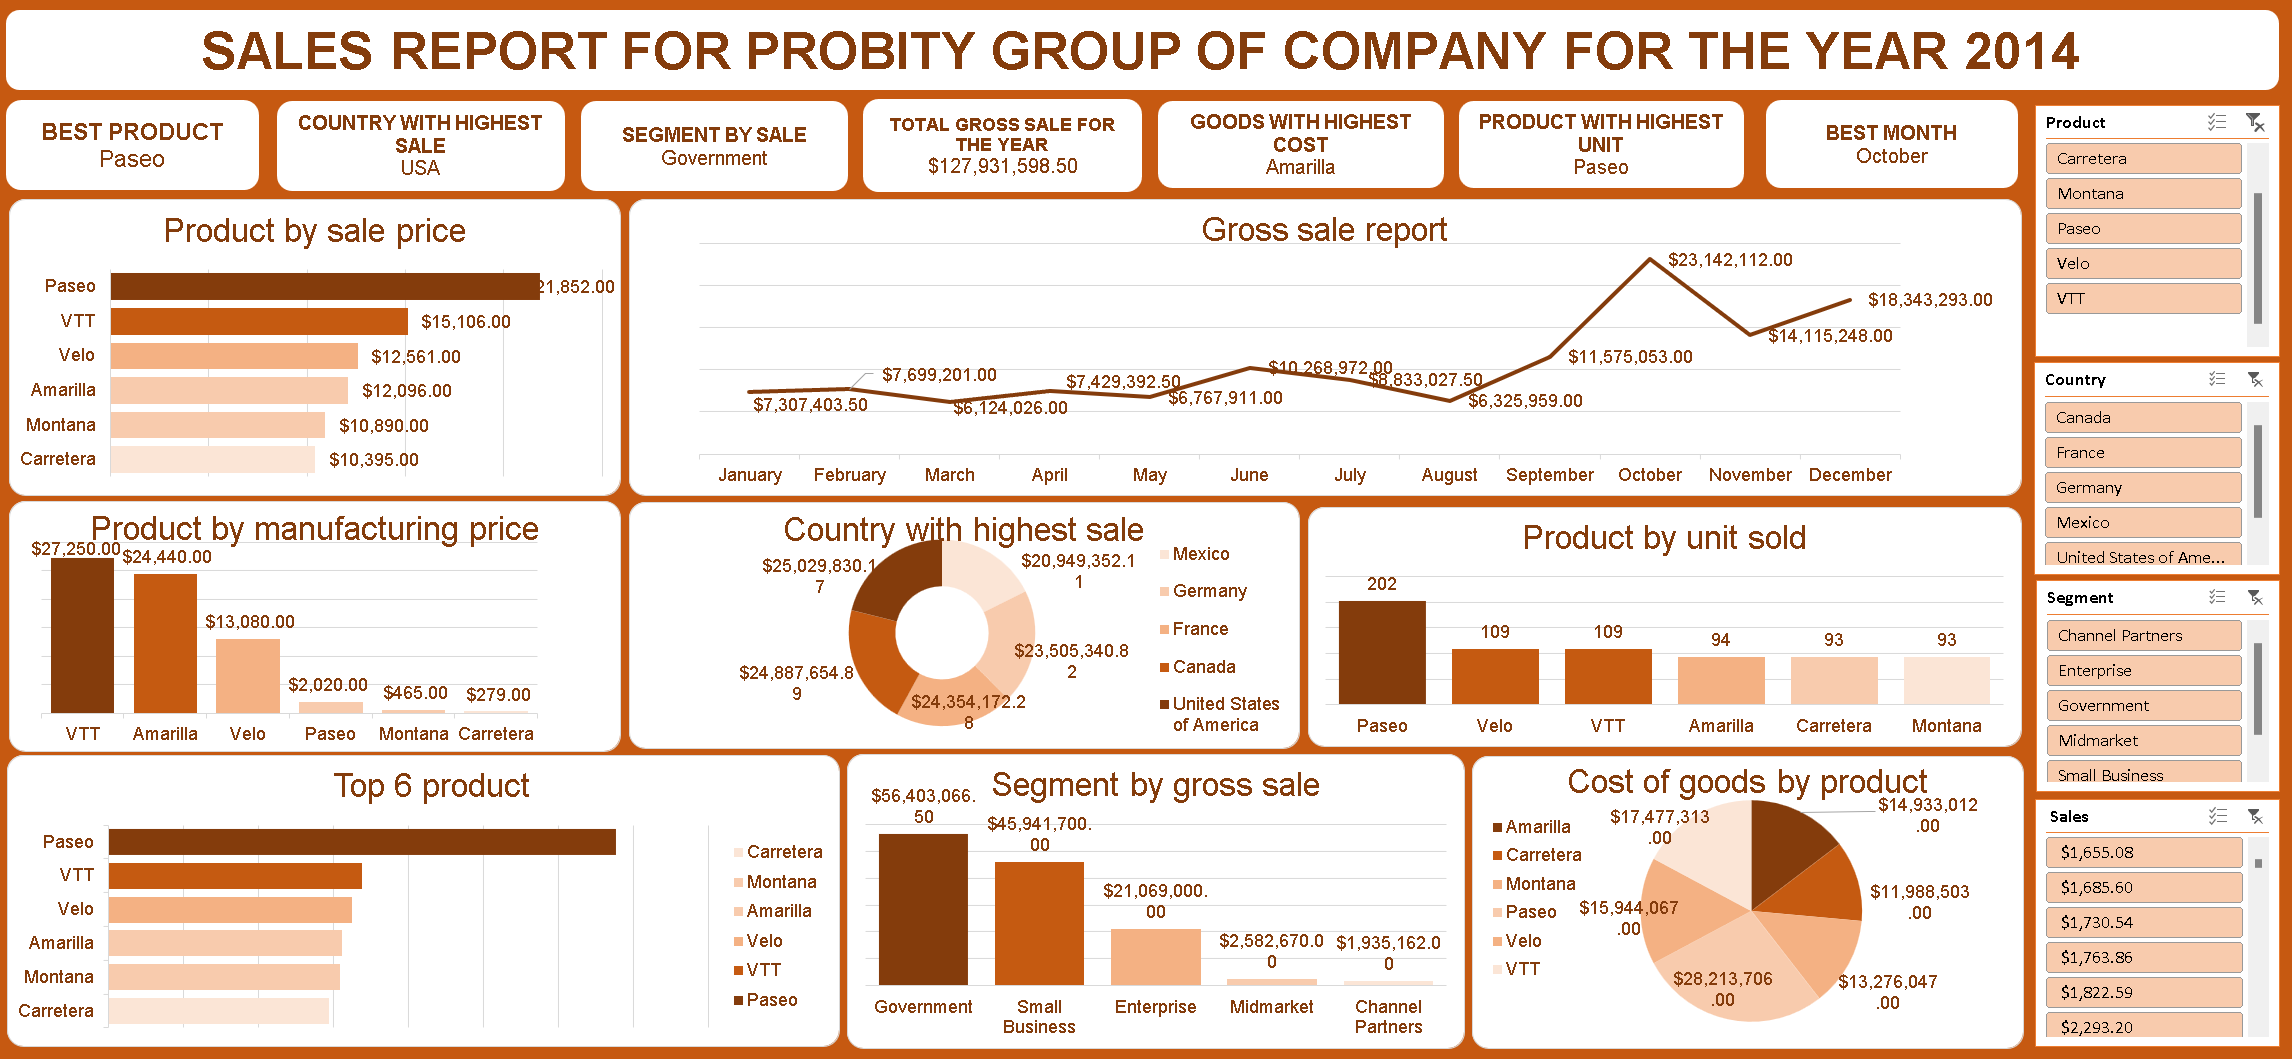 SALES REPORT FOR PROBITY GROUP OF COMPANY FOR THE YEAR 2014
BEST PRODUCT
Paseo
COUNTRY WITH HIGHEST
SALE
USA
SEGMENT BY SALE
Government
TOTAL GROSS SALE FOR
THE YEAR
$127,931,598.50
GOODS WITH HIGHEST
COST
Amarilla
PRODUCT WITH HIGHEST
UNIT
Paseo
BEST MONTH
October
Product
Carretera
Montana
Paseo
Velo
VTT
Product by sale price
Paseo
21,852.00
VTT
$15,106.00
Velo
$12,561.00
Amarilla
$12,096.00
Montana
$10,890.00
Carretera
$10,395.00
Gross sale report
$7,307,403.50
$7,699,201.00
$6,124,026.00
$7,429,392.50
$6,767,911.00
$10,268,972.00
$8,833,027.50
$6,325,959.00
$11,575,053.00
$23,142,112.00
$14,115,248.00
$18,343,293.00
January February March April May June July August September October November December
Country
Canada
France
Germany
Mexico
United States of Ame...
Product by manufacturing price
$27,250.00
$24,440.00
$13,080.00
$2,020.00
$465.00
$279.00
VTT Amarilla Velo Paseo Montana Carretera
Country with highest sale
$25,029,830.1
7
$20,949,352.1
1
$24,887,654.8
9
$23,505,340.8
2
$24,354,172.2
8
Mexico
Germany
France
Canada
United States
of America
Product by unit sold
202
109
109
94
93
93
Paseo Velo VTT Amarilla Carretera Montana
Segment
Channel Partners
Enterprise
Government
Midmarket
Small Business
Top 6 product
Paseo
VTT
Velo
Amarilla
Montana
Carretera
Carretera
Montana
Amarilla
Velo
VTT
Paseo
Segment by gross sale
$56,403,066.
50
$45,941,700.
00
$21,069,000.
00
$2,582,670.0
0
$1,935,162.0
0
Government
Small
Business
Enterprise
Midmarket
Channel
Partners
Cost of goods by product
Amarilla
Carretera
Montana
Paseo
Velo
VTT
$17,477,313
.00
$14,933,012
.00
$15,944,067
.00
$11,988,503
.00
$28,213,706
.00
$13,276,047
.00
Sales
$1,655.08
$1,685.60
$1,730.54
$1,763.86
$1,822.59
$2,293.20